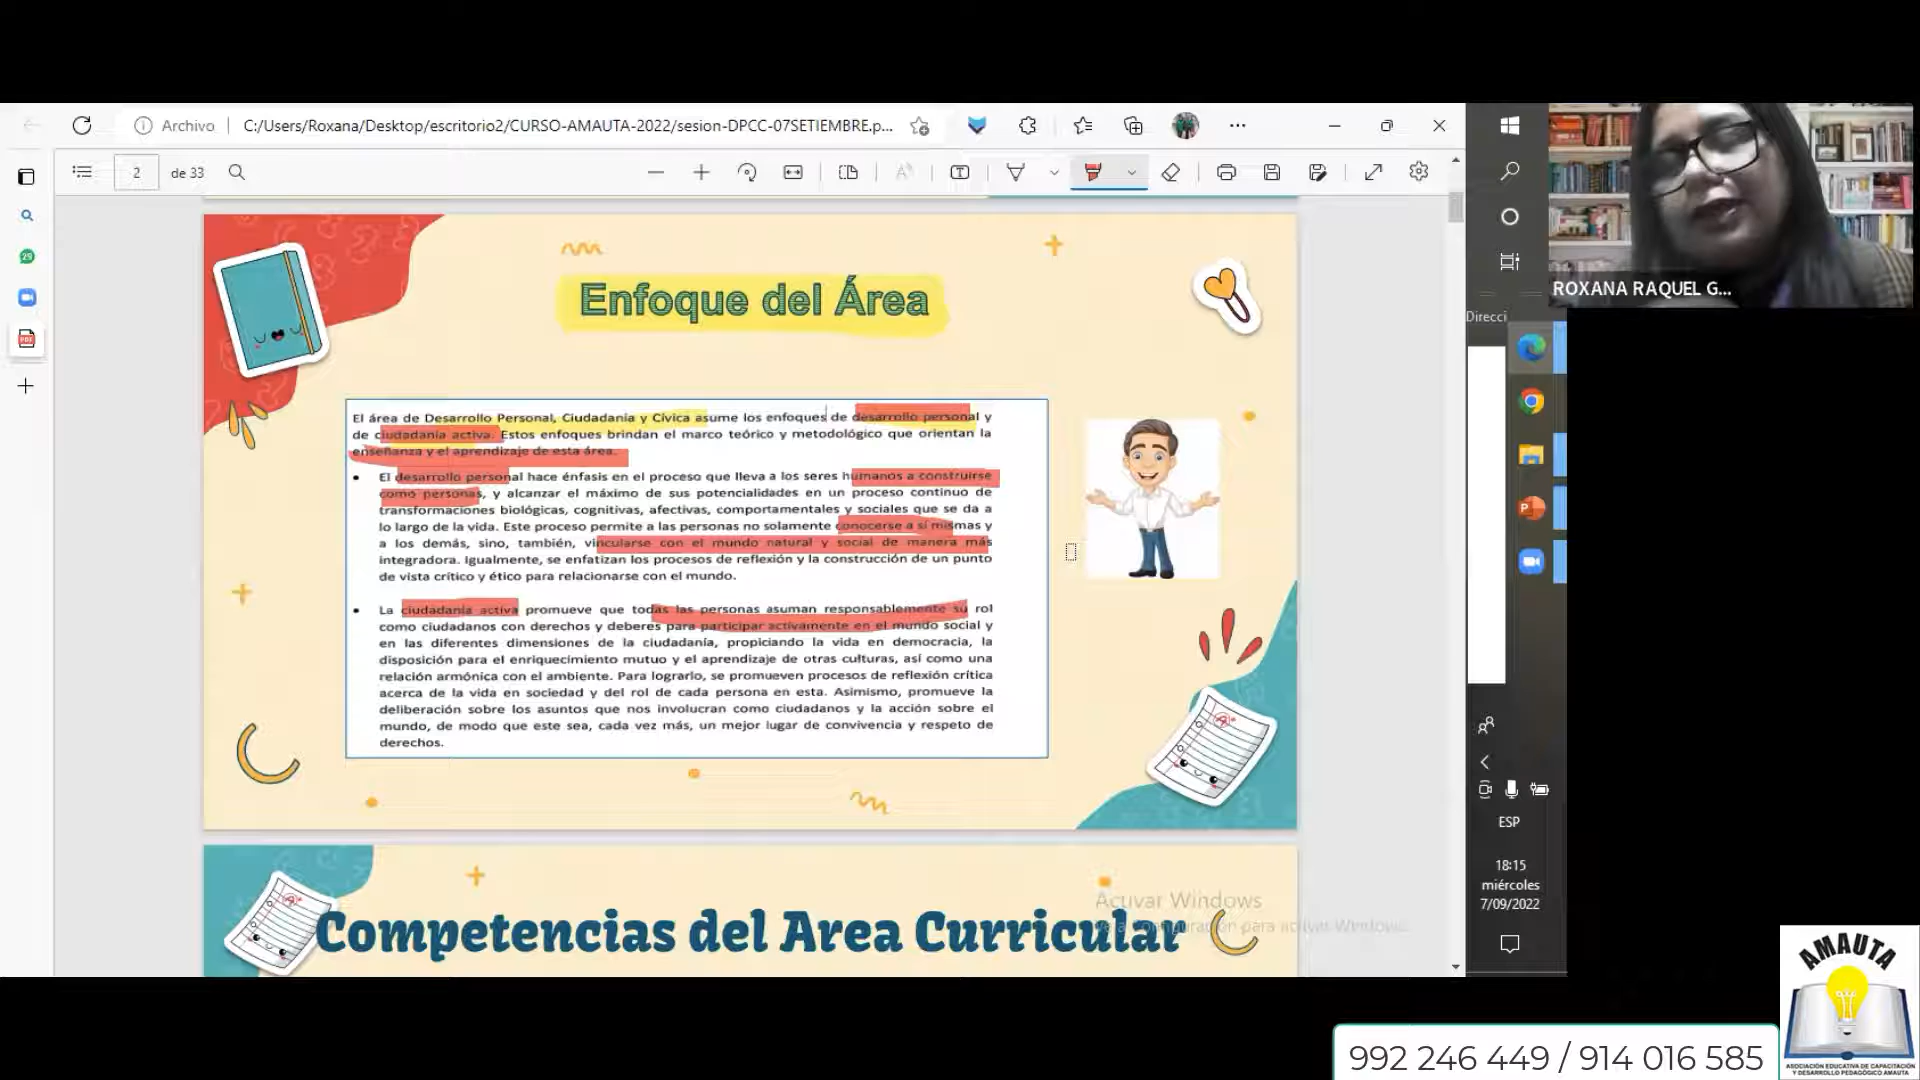 Archivo
C:/Users/Roxana/Desktop/escritorio2/CURSO-AMAUTA-2022/sesion-DPCC-07SETIEMBRE.p...
2
de 33
Enfoque del Área
El área de Desarrollo Personal, Ciudadanía y Cívica asume los enfoques de desarrollo personal y
de ciudadanía activa. Estos enfoques brindan el marco teórico y metodológico que orientan la
enseñanza y el aprendizaje de esta área.
• El desarrollo personal hace énfasis en el proceso que lleva a los seres humanos a construirse
como personas, y alcanzar el máximo de sus potencialidades en un proceso continuo de
transformaciones biológicas, cognitivas, afectivas, comportamentales y sociales que se da a
lo largo de la vida. Este proceso permite a las personas no solamente conocerse a sí mismas y
a los demás, sino, también, vincularse con el mundo natural y social de manera más
integradora. Igualmente, se enfatizan los procesos de reflexión y la construcción de un punto
de vista crítico y ético para relacionarse con el mundo.
• La ciudadanía activa promueve que todas las personas asuman responsablemente su rol
como ciudadanos con derechos y deberes para participar activamente en el mundo social y
en las diferentes dimensiones de la ciudadanía, propiciando la vida en democracia, la
disposición para el enriquecimiento mutuo y el aprendizaje de otras culturas, así como una
relación armónica con el ambiente. Para lograrlo, se promueven procesos de reflexión crítica
acerca de la vida en sociedad y del rol de cada persona en esta. Asimismo, promueve la
deliberación sobre los asuntos que nos involucran como ciudadanos y la acción sobre el
mundo, de modo que este sea, cada vez más, un mejor lugar de convivencia y respeto de
derechos.
Competencias del Area Curricular
Activar Windows
para activar Windows.
ROXANA RAQUEL G...
Direcci
ESP
18:15
miércoles
7/09/2022
AMAUTA
ASOCIACIÓN EDUCATIVA DE CAPACITACIÓN
Y DESARROLLO PEDAGÓGICO AMAUTA
992 246 449 / 914 016 585